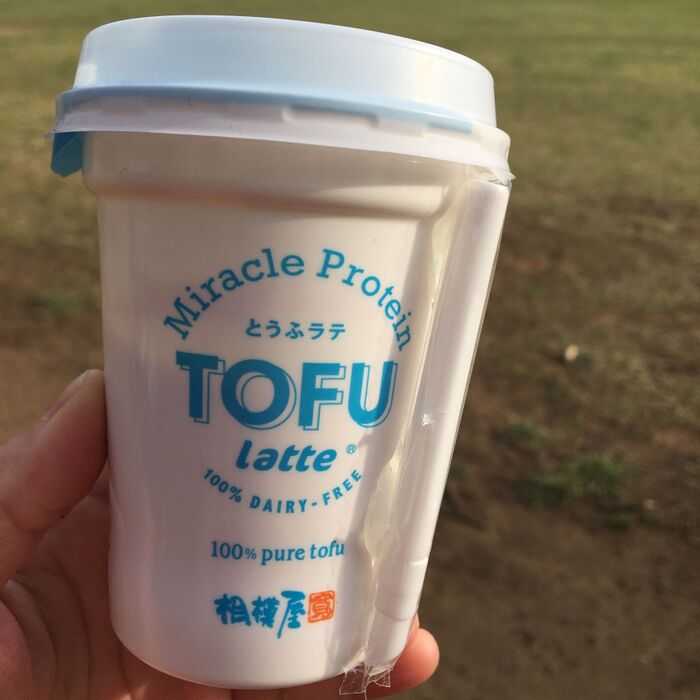 Miracle Protein
とうふラテ
TOFU
Latte ®
100% DAIRY-FREE
100% pure tofu
相模屋